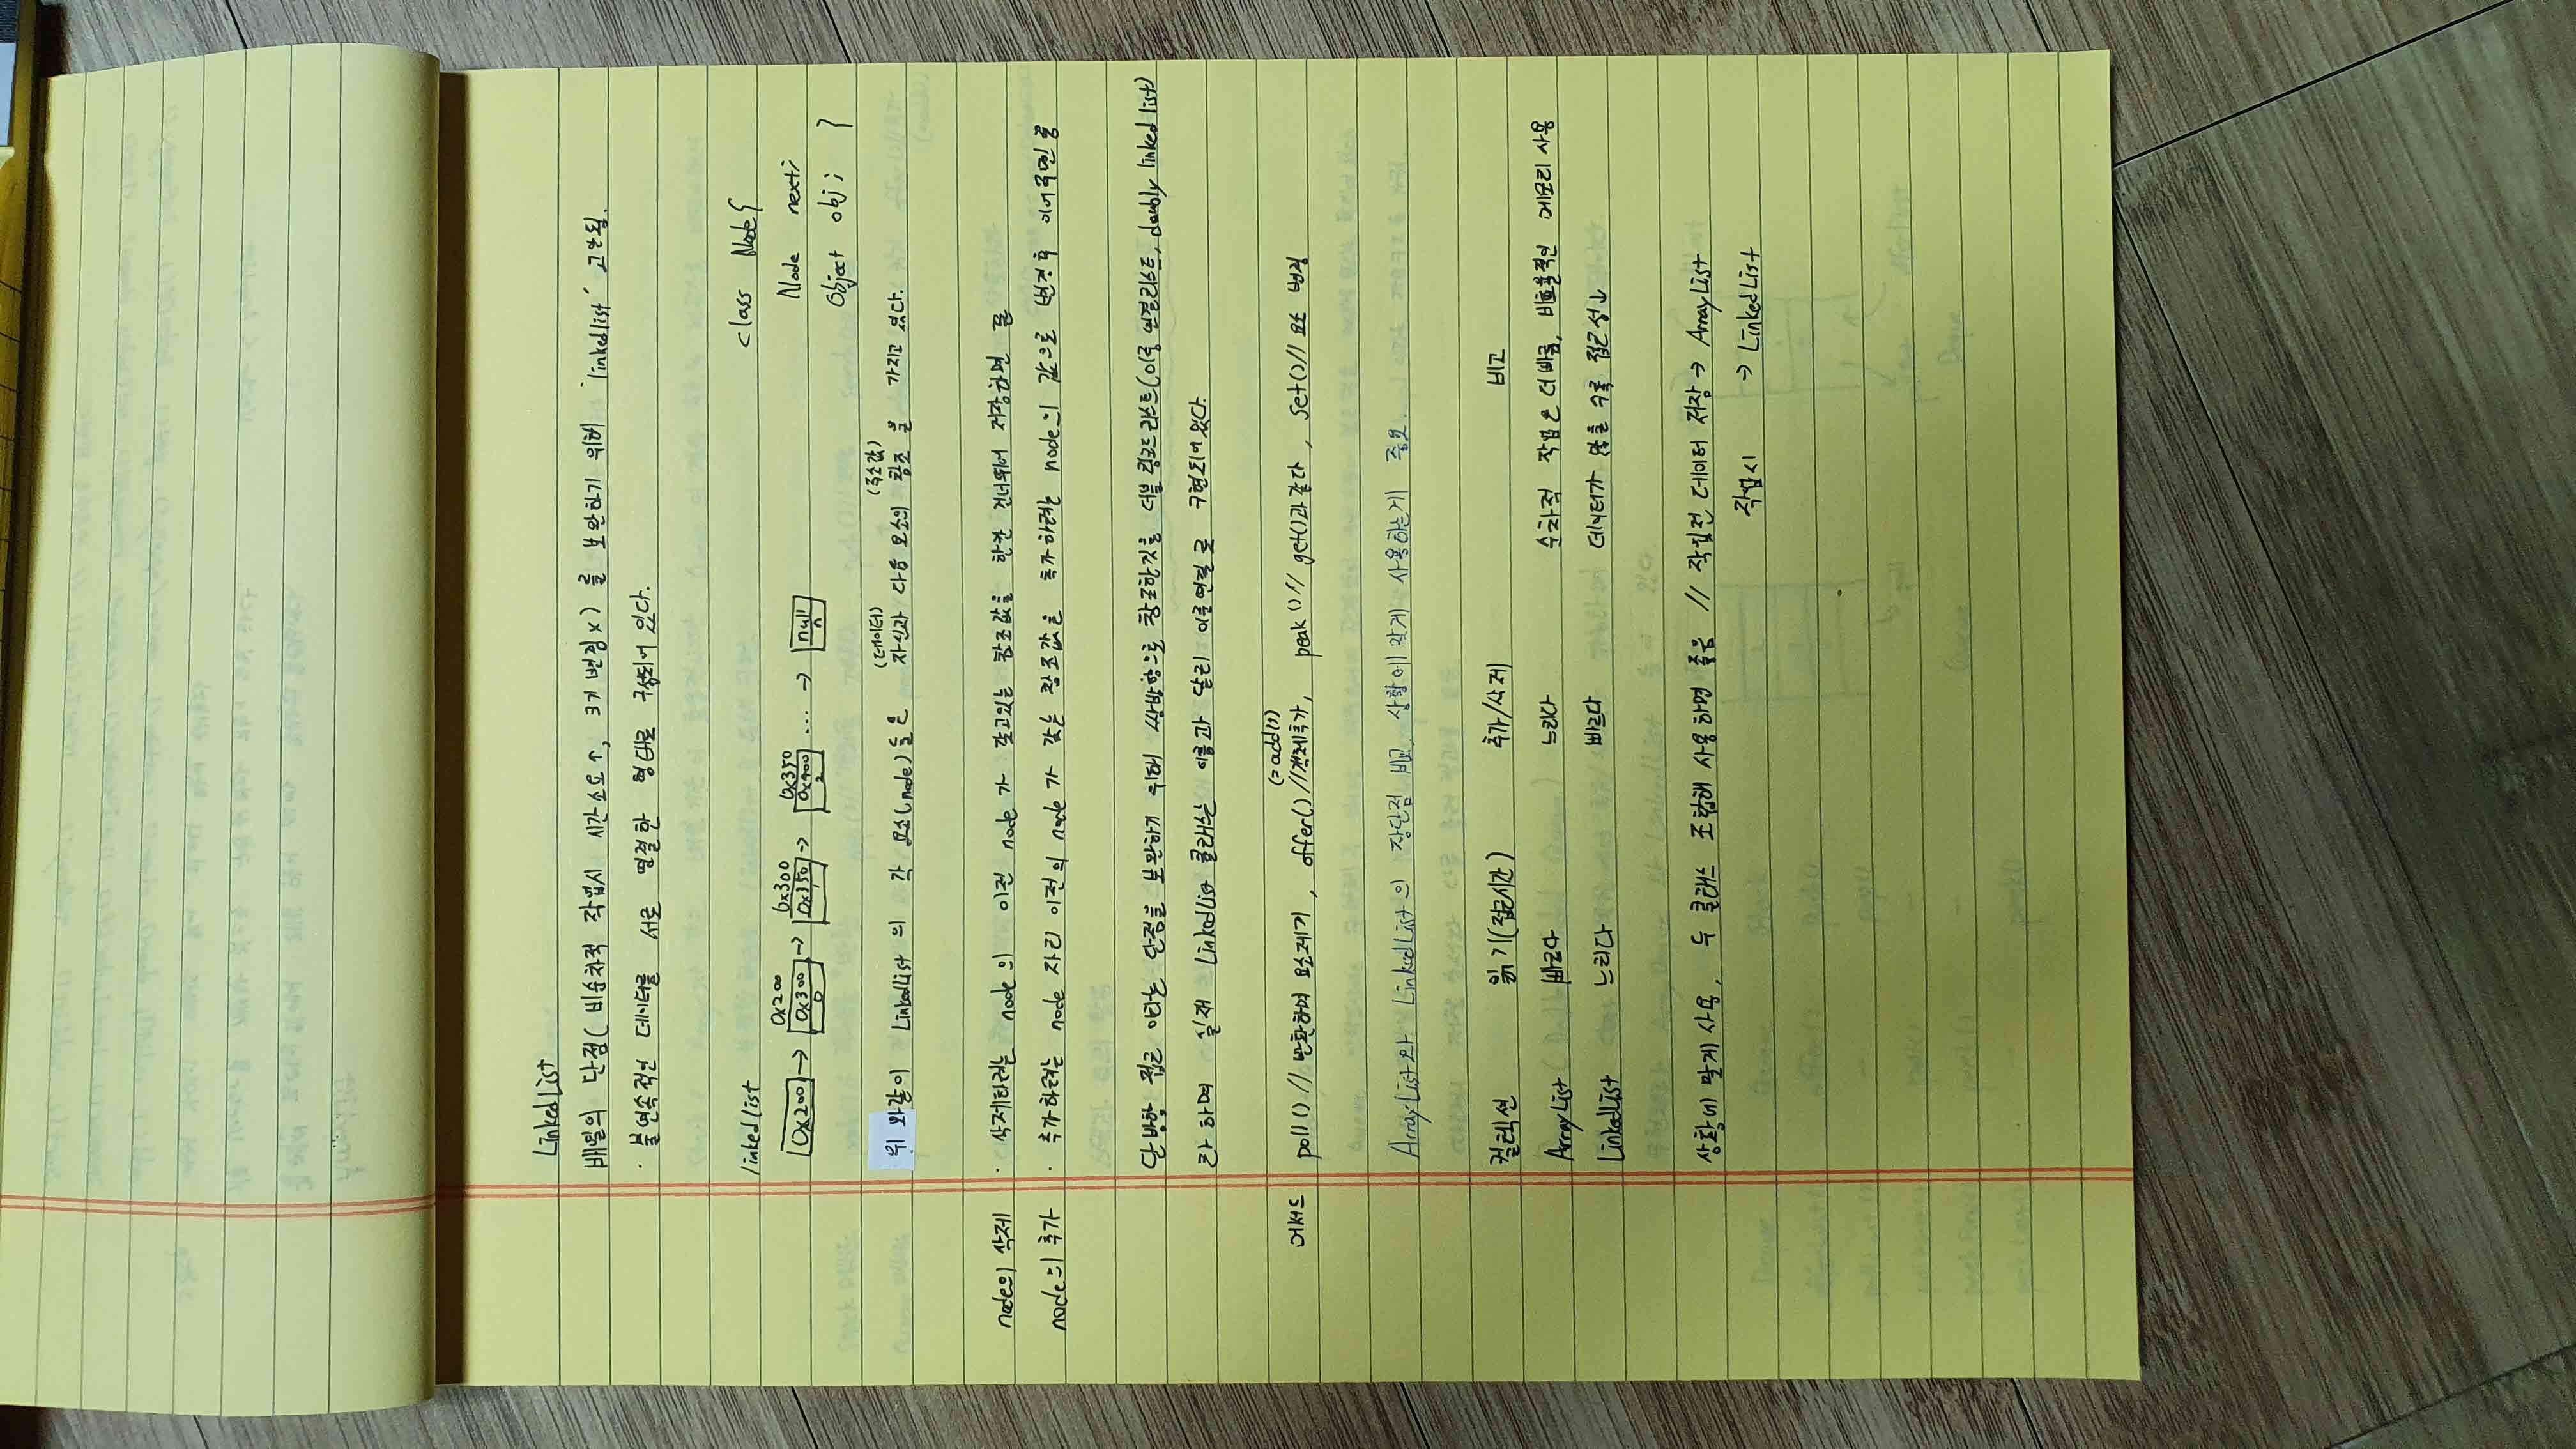 LinkedList
배열의 단점( 비순차적 작업시 시간소요↑, 크기 변경x) 를 보완하기 위해 'linkedlist' 고안됨.
· 불연속적인 데이터를 서로 연결한 형태로 구성되어 있다.
linkedlist
class Node{
0x200 0x300 0x350
0x200 → 0x300 → 0x350 → 0x400 ... → null
0 1 2 n
Node next;
Object obj; }
(데이터) (주소값)
위 와같이 LinkedList 의 각 요소(node)들은 자신과 다음 요소의 참조 를 가지고 있다.
node의 삭제 · 삭제하려는 node 의 이전 node 가 갖고있는 참조값을 한칸 건너뛰어 저장하면 끝
node의 추가 · 추가하려는 node 자리 이전의 node 가 갖는 참조값을 추가하려는 node의 값으로 변경후 이어주면 끝
단방향 접근 이라는 단점을 보완하기 위해 쌍방향으로 참조한것을 더블 링크드리스트(이중 연결리스트, doubly linked list)
라 하며 실제 LinkedList 클래스는 이름과 달리 이중연결 로 구현되어있다.
(=add())
메서드 poll() // 반환하며 요소제거, offer() //객체추가, peak() // get()과 같다, set() // 요소 변경
ArrayList와 LinkedList의 장단점 비교, 상황에 맞게 사용하는게 중요.
컬렉션 읽기(접근시간) 추가/삭제 비고
ArrayList 빠르다 느리다 순차적 작업은 더빠름, 비효율적인 메모리 사용
LinkedList 느리다 빠르다 데이터가 많을 수록 접근성↓
상황에 맞게 사용, 두 클래스 조합해 사용하면 좋음 // 작업전 데이터 저장 → ArrayList
작업시 → LinkedList